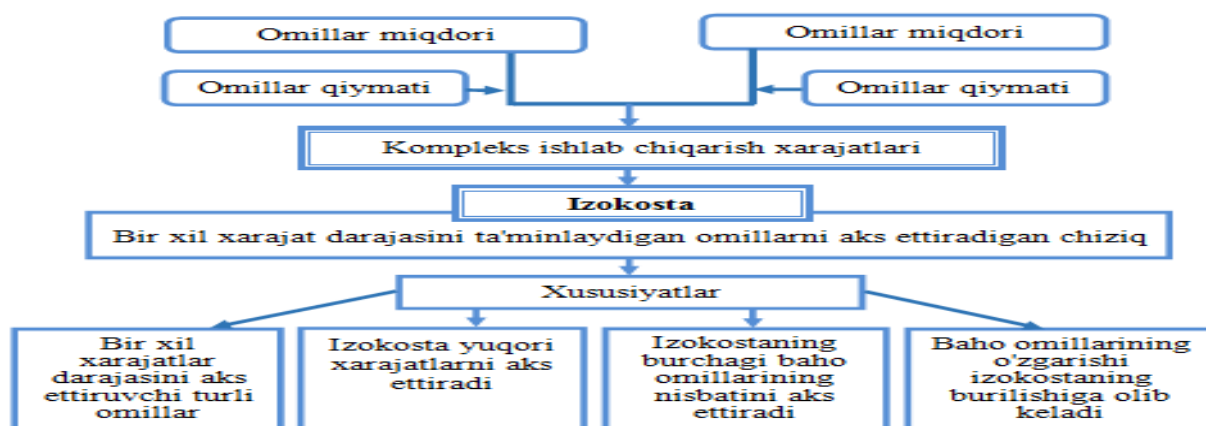 Omillar miqdori
Omillar miqdori
Omillar qiymati
Omillar qiymati
Kompleks ishlab chiqarish xarajatlari
Izokosta
Bir xil xarajat darajasini ta'minlaydigan omillarni aks ettiradigan chiziq
Xususiyatlar
Bir xil
xarajatlar
darajasini aks
ettiruvchi turli
omillar
Izokosta yuqori
xarajatlarni aks
ettiradi
Izokostaning
burchagi baho
omillarining
nisbatini aks
ettiradi
Baho omillarining
o'zgarishi
izokostaning
burilishiga olib
keladi